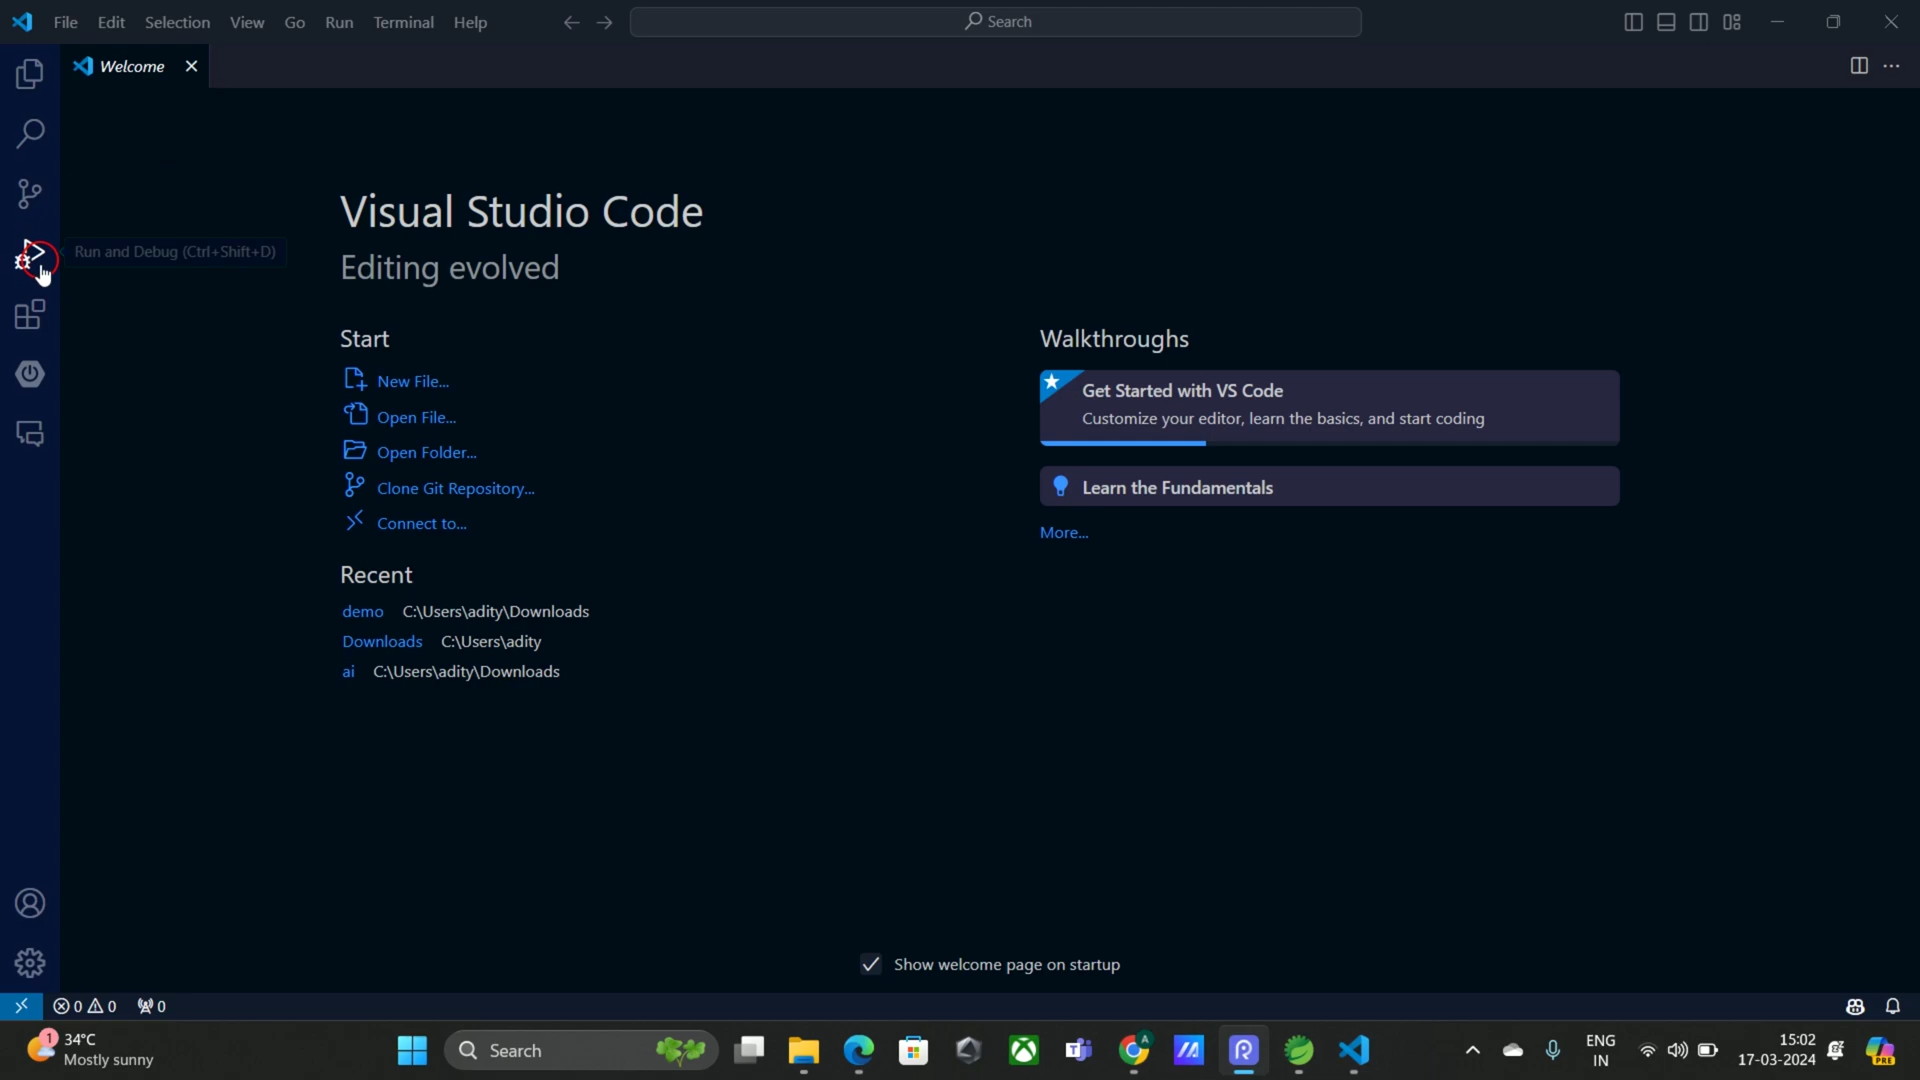 File Edit Selection View Go Run Terminal Help
Search
Welcome
Run and Debug (Ctrl+Shift+D)
Visual Studio Code
Editing evolved
Start
New File...
Open File...
Open Folder...
Clone Git Repository...
Connect to...
Recent
demo C:\Users\adity\Downloads
Downloads C:\Users\adity
ai C:\Users\adity\Downloads
Walkthroughs
Get Started with VS Code
Customize your editor, learn the basics, and start coding
Learn the Fundamentals
More...
Show welcome page on startup
0 0 0
1
34°C
Mostly sunny
Search
A
ENG
IN
15:02
17-03-2024
PRE